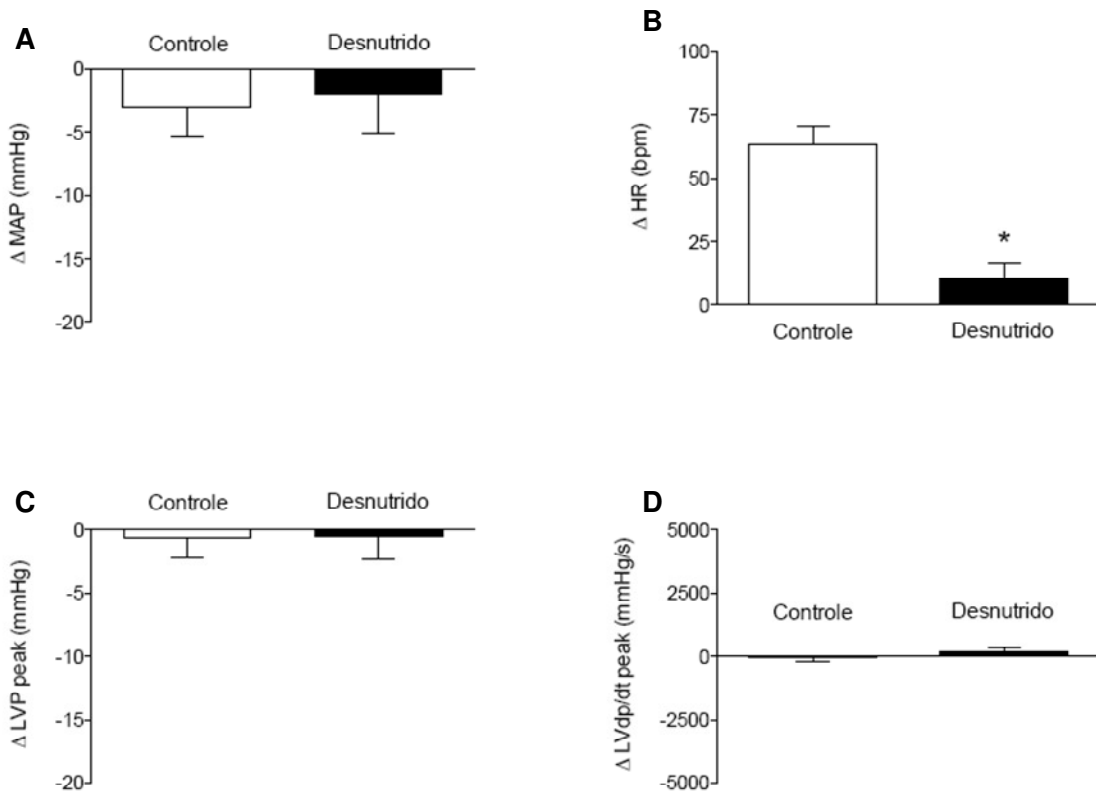 A
Controle Desnutrido
0
-5
-10
-15
-20
Δ MAP (mmHg)
B
100
75
50
25
0
Δ HR (bpm)
*
Controle Desnutrido
C
Controle Desnutrido
0
-5
-10
-15
-20
Δ LVP peak (mmHg)
D
5000
2500
0
-2500
-5000
Δ LVdp/dt peak (mmHg/s)
Controle Desnutrido